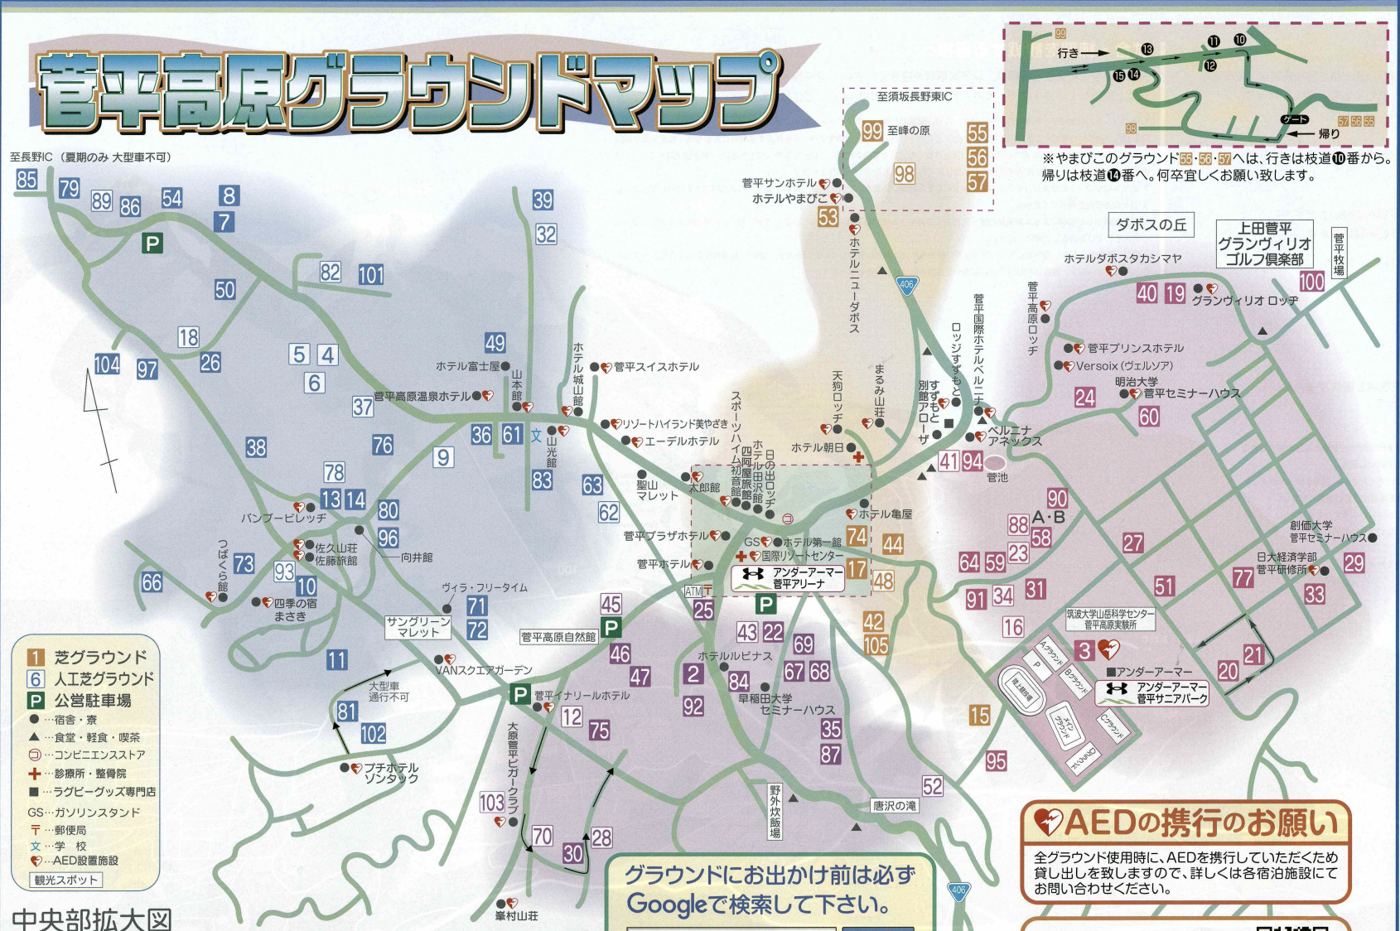 菅平高原グラウンドマップ
至長野IC（夏期のみ 大型車不可）
85
79
89
86
54
8
7
P
50
82
101
39
32
18
26
104
97
5
4
6
37
49
ホテル富士屋
山本館
菅平高原温泉ホテル
ホテル城山館
菅平スイスホテル
リゾートハイランド美やざき
エーデルホテル
36
61
文
山光館
9
76
38
78
13
14
80
96
83
63
62
聖山
マレット
太郎館
スポーツハイム初音館
四阿屋旅館
ホテル田沢館
日の出ロッヂ
バンブービレッヂ
佐久山荘
佐藤旅館
向井館
つばくら館
73
93
10
66
四季の宿
まさき
ヴィラ・フリータイム
71
72
サングリーン
マレット
11
VANスクエアガーデン
大型車
通行不可
81
102
プチホテル
ゾンタック
至須坂長野東IC
99
至峰の原
98
55
56
57
菅平サンホテル
ホテルやまびこ
53
ホテルニューダボス
406
菅平国際ホテルベルニナ
ロッジすずもと
すずもと
別館アローザ
まるみ山荘
天狗ロッヂ
ホテル朝日
ベルニナ
アネックス
41
94
菅池
ホテル亀屋
菅平プラザホテル
菅平ホテル
GS
ホテル第一館
国際リゾートセンター
アンダーアーマー
菅平アリーナ
ATM
〒
25
P
74
17
44
48
42
105
45
P
菅平高原自然館
46
47
43
22
69
67
68
ホテルルピナス
2
84
92
早稲田大学
セミナーハウス
35
87
P
菅平イナリールホテル
12
75
大原菅平ビガークラブ
103
70
30
28
峯村山荘
野外炊飯場
唐沢の滝
52
406
15
95
行き
99
13
11
10
15
14
12
98
ゲート
57
56
55
帰り
※やまびこのグラウンド55・56・57へは、行きは枝道❿番から。
帰りは枝道⓮番へ。何卒宜しくお願い致します。
ダボスの丘
上田菅平
グランヴィリオ
ゴルフ倶楽部
菅平牧場
ホテルダボスタカシマヤ
40
19
グランヴィリオ ロッヂ
100
菅平高原ロッヂ
菅平プリンスホテル
Versoix（ヴェルソア）
24
明治大学
菅平セミナーハウス
60
90
A・B
88
58
23
64
59
91
34
31
16
27
51
77
創価大学
菅平セミナーハウス
日大経済学部
菅平研修所
29
33
筑波大学山岳科学センター
菅平高原実験所
3
アンダーアーマー
アンダーアーマー
菅平サニアパーク
21
20
Aグラウンド
P
Bグラウンド
陸上競技場
メイン
グラウンド
Cグラウンド
1 芝グラウンド
6 人工芝グラウンド
P 公営駐車場
●…宿舎・寮
▲…食堂・軽食・喫茶
…コンビニエンスストア
…診療所・整骨院
■…ラグビーグッズ専門店
GS…ガソリンスタンド
〒…郵便局
文…学 校
…AED設置施設
観光スポット
中央部拡大図
グラウンドにお出かけ前は必ず
Googleで検索して下さい。
AEDの携行のお願い
全グラウンド使用時に、AEDを携行していただくため
貸し出しを致しますので、詳しくは各宿泊施設にて
お問い合わせください。